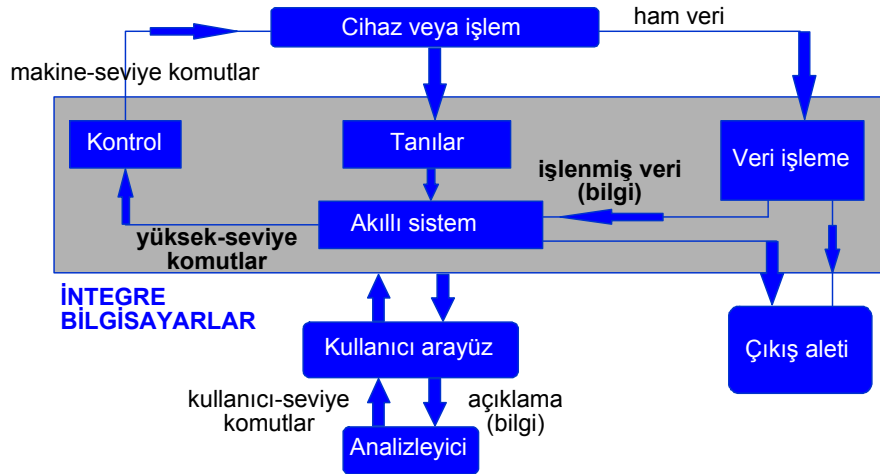 Cihaz veya işlem
ham veri
makine-seviye komutlar
Kontrol
Tanılar
Veri işleme
işlenmiş veri
(bilgi)
Akıllı sistem
yüksek-seviye
komutlar
İNTEGRE
BİLGİSAYARLAR
Kullanıcı arayüz
Çıkış aleti
kullanıcı-seviye
komutlar
açıklama
(bilgi)
Analizleyici